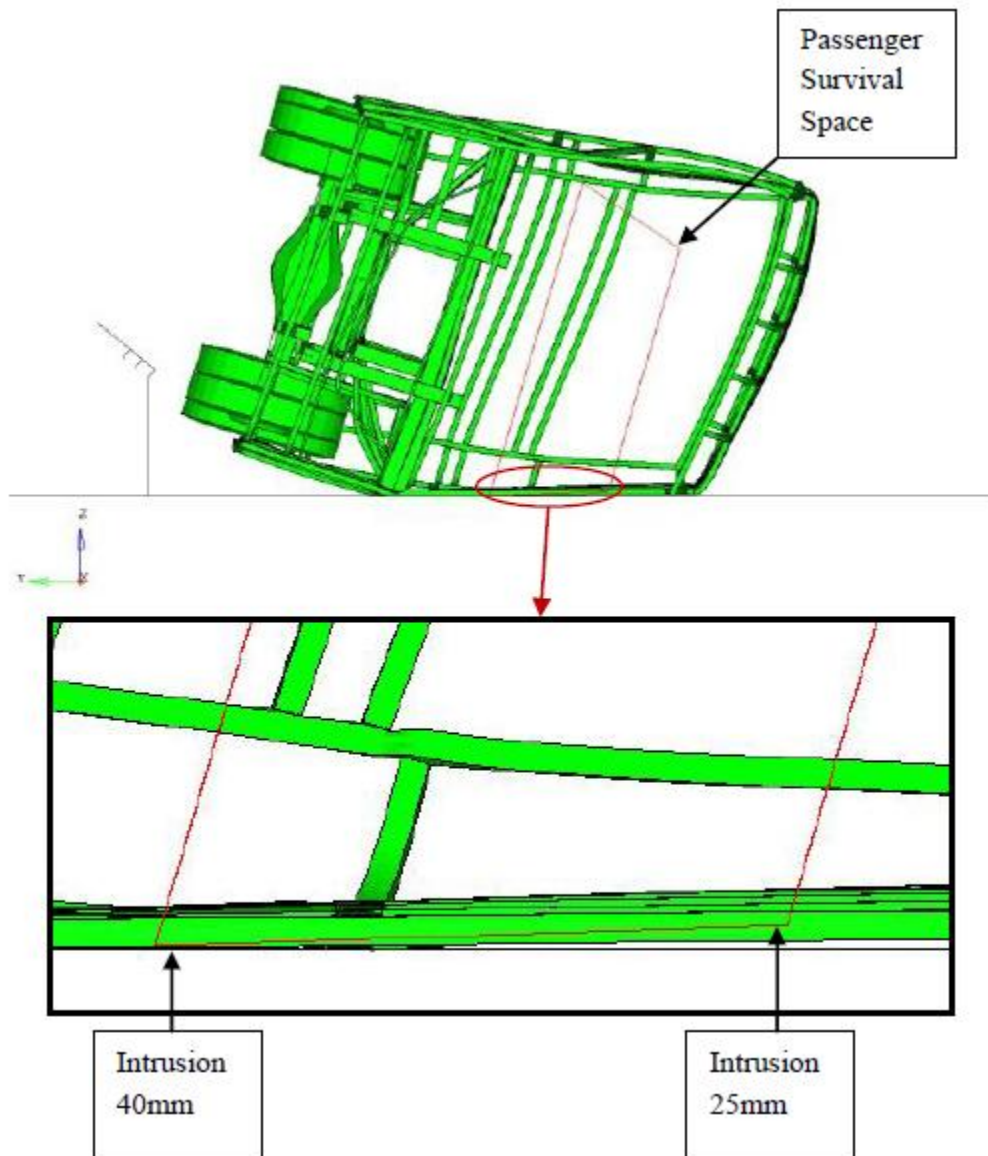 Passenger
Survival
Space
Z
Y
X
Intrusion
40mm
Intrusion
25mm